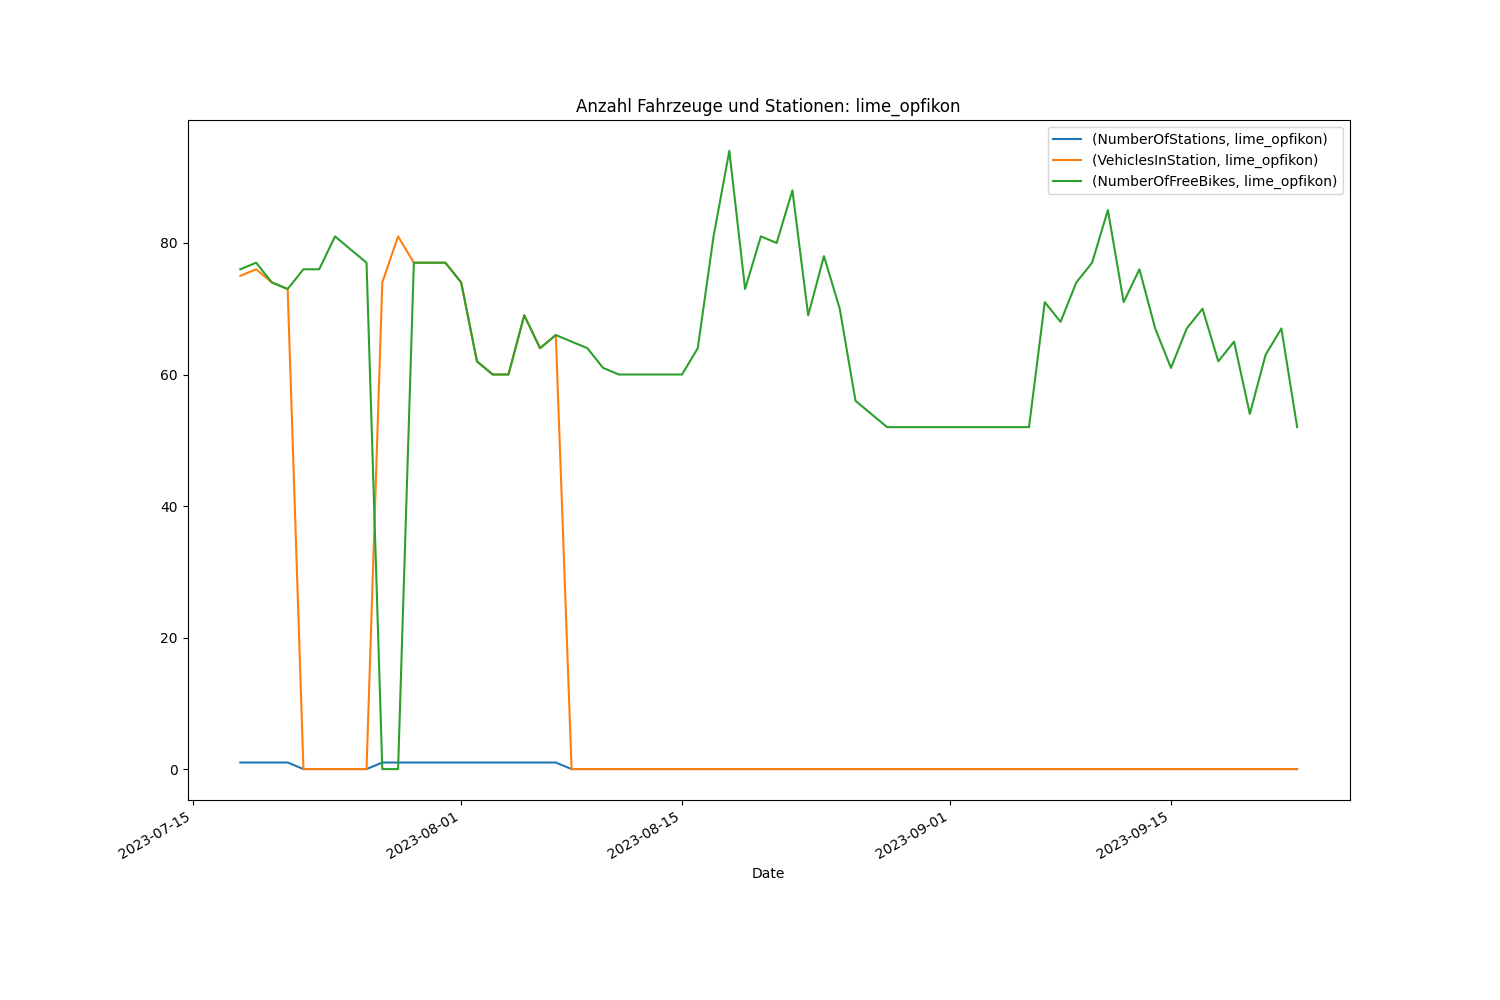 Anzahl Fahrzeuge und Stationen: lime_opfikon
(NumberOfStations, lime_opfikon)
(VehiclesInStation, lime_opfikon)
(NumberOfFreeBikes, lime_opfikon)
80
60
40
20
0
2023-07-15
2023-08-01
2023-08-15
2023-09-01
2023-09-15
Date